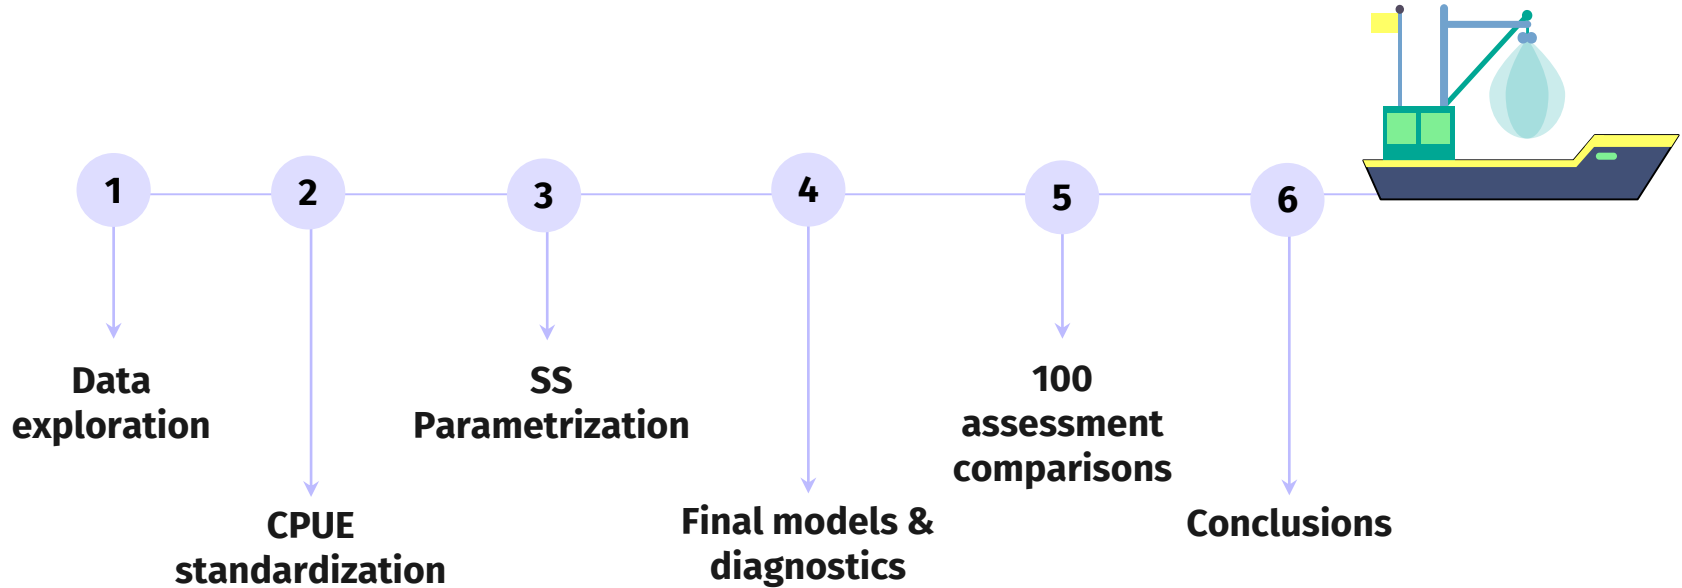 1
2
3
4
5
6
Data
exploration
CPUE
standardization
SS
Parametrization
Final models &
diagnostics
100
assessment
comparisons
Conclusions